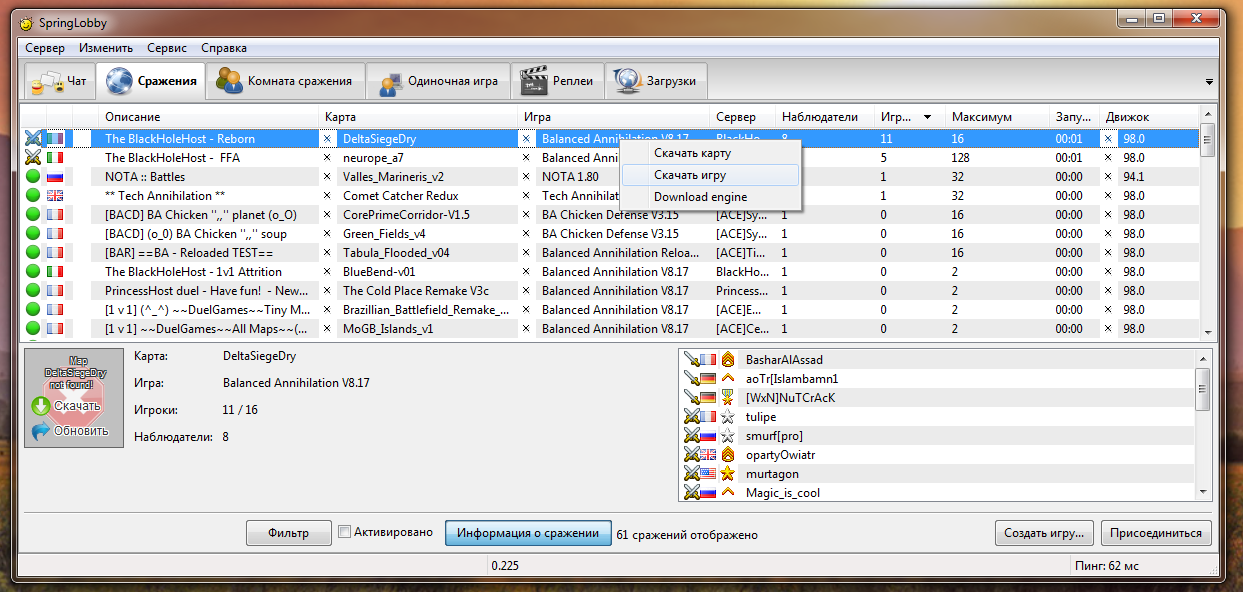 SpringLobby
Сервер Изменить Сервис Справка
Чат Сражения Комната сражения Одиночная игра Реплеи Загрузки
Описание Карта Игра Сервер Наблюдатели Игр... Максимум Запу... Движок
The BlackHoleHost - Reborn DeltaSiegeDry Balanced Annihilation V8.17 BlackHo... 8 11 16 00:01 98.0
The BlackHoleHost - FFA neurope_a7 Balanced Anni 5 128 00:01 98.0
NOTA :: Battles Valles_Marineris_v2 NOTA 1.80 1 32 00:00 94.1
** Tech Annihilation ** Comet Catcher Redux Tech Annihilatio 1 32 00:00 98.0
[BACD] BA Chicken ",," planet (o_O) CorePrimeCorridor-V1.5 BA Chicken Defense V3.15 [ACE]Sy... 1 0 16 00:00 98.0
[BACD] (o_0) BA Chicken ",," soup Green_Fields_v4 BA Chicken Defense V3.15 [ACE]Sy... 1 0 16 00:00 98.0
[BAR] ==BA - Reloaded TEST== Tabula_Flooded_v04 Balanced Annihilation Reloa... [ACE]Ti... 1 0 16 00:00 98.0
The BlackHoleHost - 1v1 Attrition BlueBend-v01 Balanced Annihilation V8.17 BlackHo... 1 0 2 00:00 98.0
PrincessHost duel - Have fun! - New... The Cold Place Remake V3c Balanced Annihilation V8.17 Princess... 1 0 2 00:00 98.0
[1 v 1] (^_^) ~~DuelGames~~Tiny M... Brazillian_Battlefield_Remake_... Balanced Annihilation V8.17 [ACE]E... 1 0 2 00:00 98.0
[1 v 1] ~~DuelGames~~All Maps~~(... MoGB_Islands_v1 Balanced Annihilation V8.17 [ACE]Ce... 1 0 2 00:00 98.0
Скачать карту
Скачать игру
Download engine
Map
DeltaSiegeDry
not found!
Скачать
Обновить
Карта: DeltaSiegeDry
Игра: Balanced Annihilation V8.17
Игроки: 11 / 16
Наблюдатели: 8
BasharAlAssad
aoTr[Islambamn1
[WxN]NuTCrAcK
tulipe
smurf[pro]
opartyOwiatr
murtagon
Magic_is_cool
Фильтр Активировано Информация о сражении 61 сражений отображено Создать игру... Присоединиться
0.225 Пинг: 62 мс